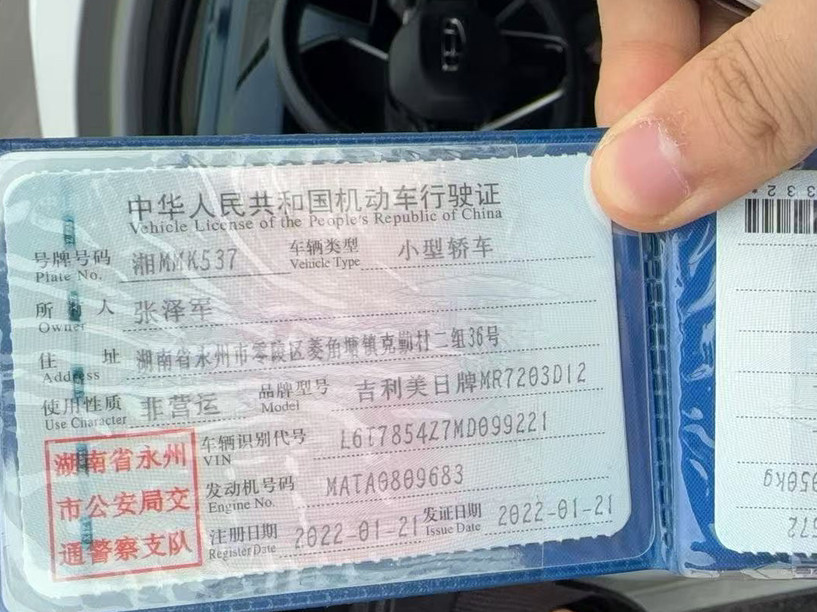 中华人民共和国机动车行驶证
Vehicle License of the People's Republic of China
号牌号码 湘MMK537 车辆类型 小型轿车
Plate No. Vehicle Type
所有人 张泽军
Owner
住址 湖南省永州市零陵区菱角塘镇克勤村二组36号
Address
使用性质 非营运 品牌型号 吉利美日牌MR7203D12
Use Character Model
车辆识别代号 L6T7854Z7MD099221
VIN
发动机号码 MATA0809683
Engine No.
注册日期 2022-01-21 发证日期 2022-01-21
Register Date Issue Date
湖南省永州
市公安局交
通警察支队